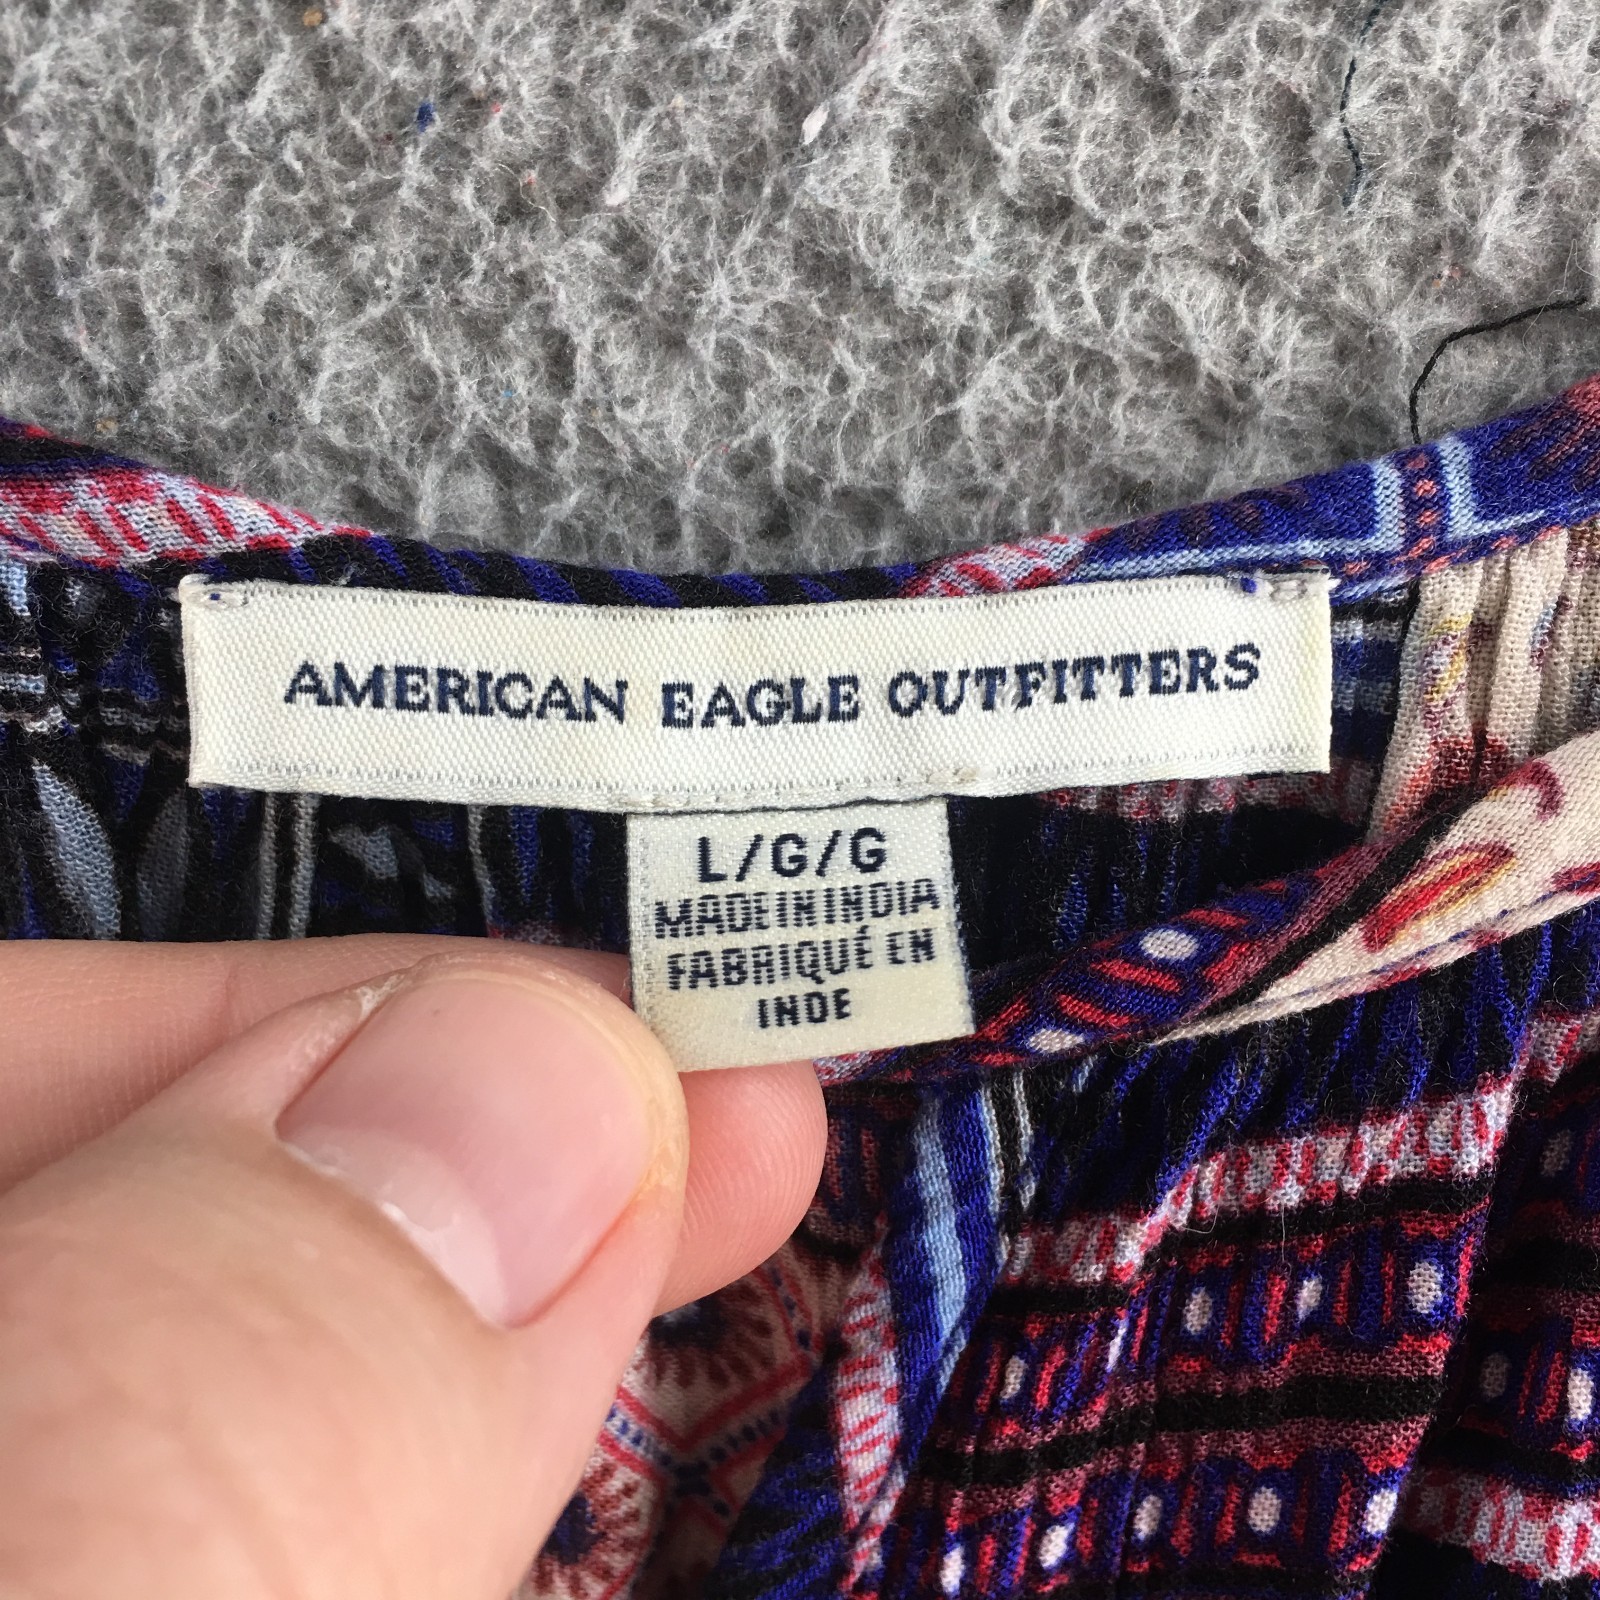 AMERICAN EAGLE OUTFITTERS
L/G/G
MADE IN INDIA
FABRIQUÉ EN
INDE